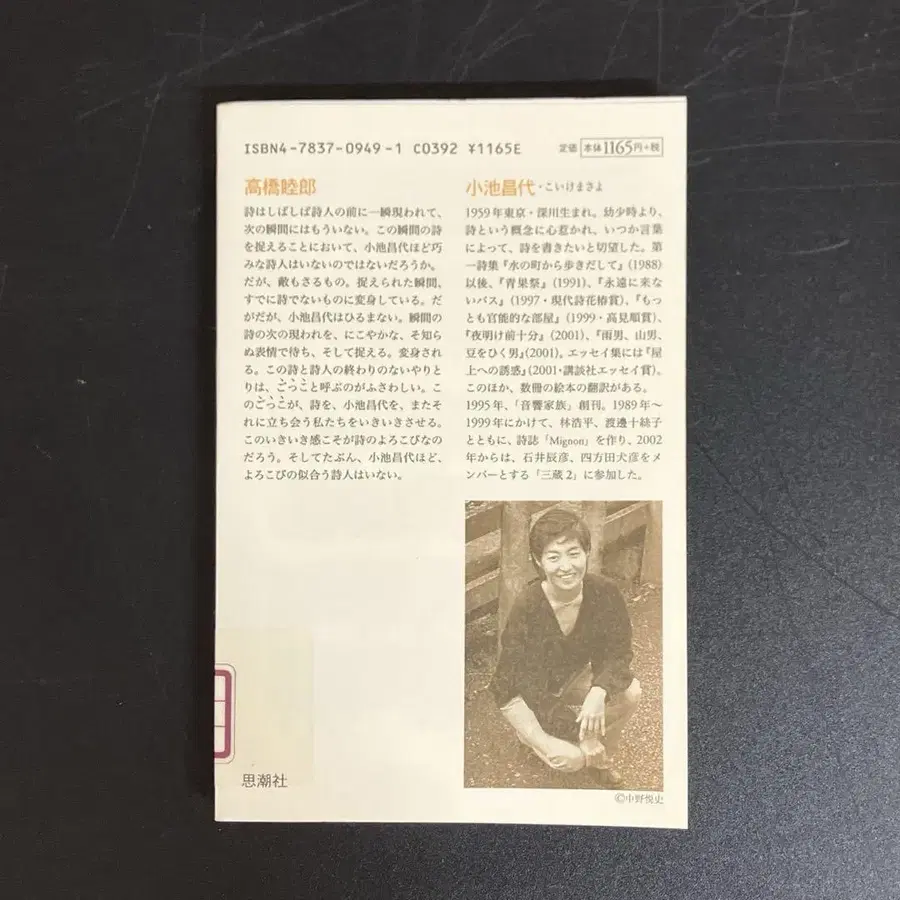 ISBN4-7837-0949-1 C0392 ¥1165E
定価 本体1165円+税
高橋睦郎
詩はしばしば詩人の前に一瞬現われて、
次の瞬間にはもういない。この瞬間の詩
を捉えることにおいて、小池昌代ほど巧
みな詩人はいないのではないだろうか。
だが、敵もさるもの。捉えられた瞬間、
すでに詩でないものに変身している。だ
がだが、小池昌代はひるまない。瞬間の
詩の次の現われを、にこやかな、そ知ら
ぬ表情で待ち、そして捉える。変身され
る。この詩と詩人の終わりのないやりと
りは、ごっこと呼ぶのがふさわしい。こ
のごっこが、詩を、小池昌代を、またそ
れに立ち会う私たちをいきいきさせる。
このいきいき感こそが詩のよろこびなの
だろう。そしてたぶん、小池昌代ほど、
よろこびの似合う詩人はいない。
小池昌代・こいけまさよ
1959年東京・深川生まれ。幼少時より、
詩という概念に心惹かれ、いつか言葉
によって、詩を書きたいと切望した。第
一詩集『水の町から歩きだして』(1988)
以後、『青果祭』(1991)、『永遠に来な
いバス』(1997・現代詩花椿賞)、『もっ
とも官能的な部屋』(1999・高見順賞)、
『夜明け前十分』(2001)、『雨男、山男、
豆をひく男』(2001)。エッセイ集には『屋
上への誘惑』(2001・講談社エッセイ賞)。
このほか、数冊の絵本の翻訳がある。
1995年、「音響家族」創刊。1989年〜
1999年にかけて、林浩平、渡邊十絲子
とともに、詩誌「Mignon」を作り、2002
年からは、石井辰彦、四方田犬彦をメ
ンバーとする「三蔵2」に参加した。
©中野悦史
思潮社